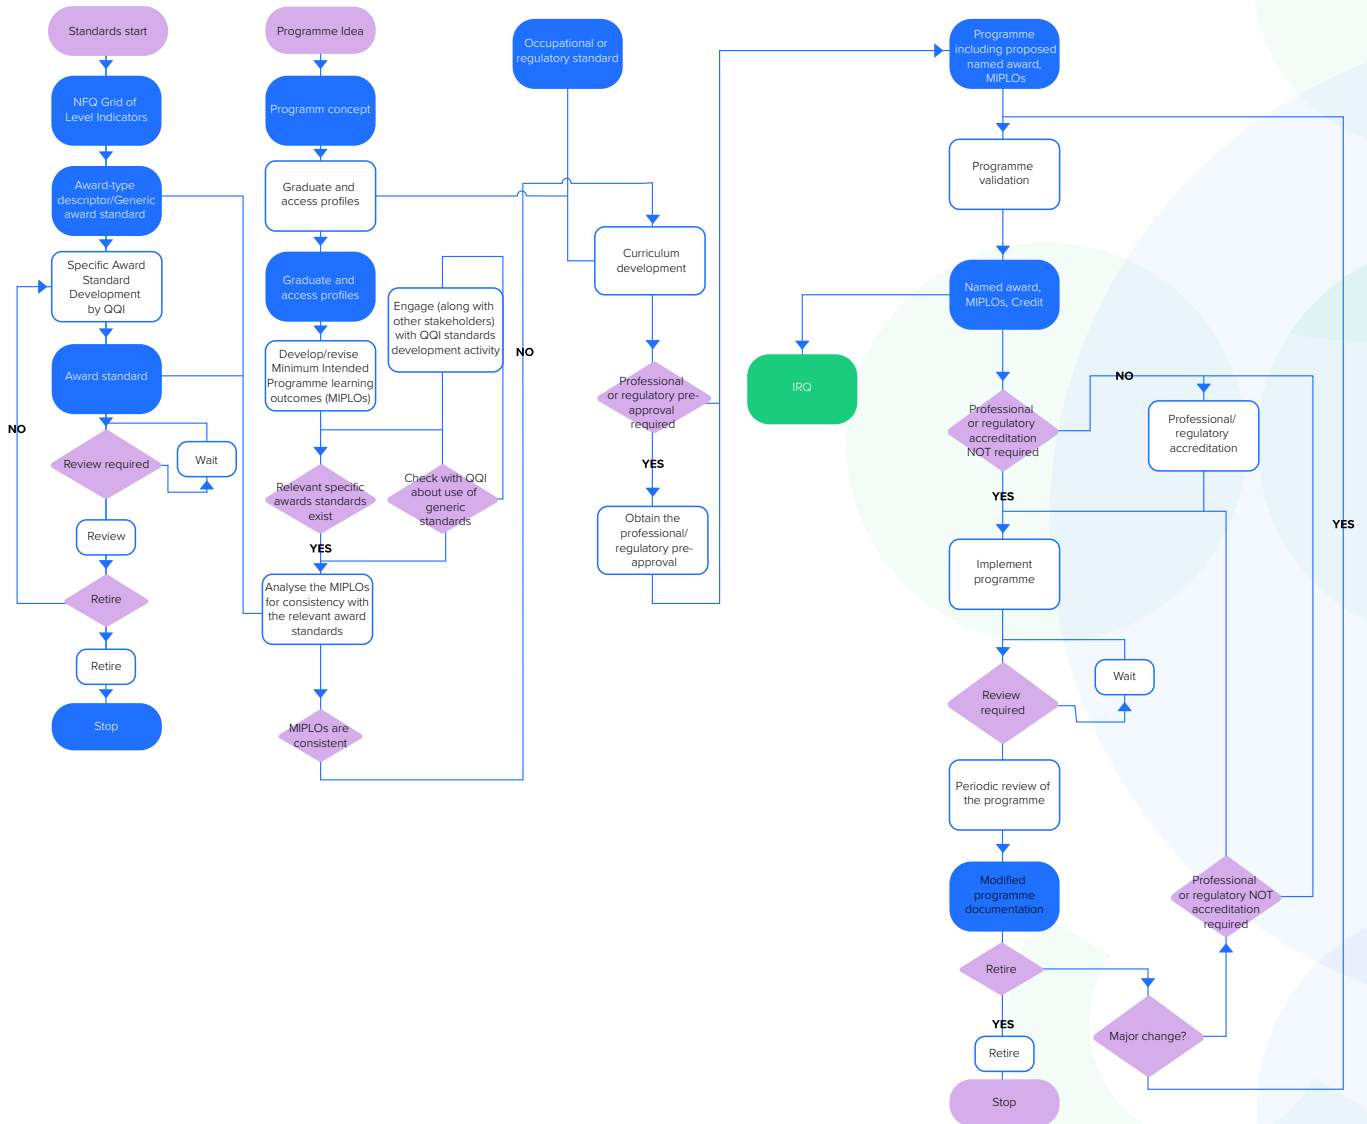 Standards start
NFQ Grid of
Level Indicators
Award-type
descriptor/Generic
award standard
Specific Award
Standard
Development
by QQI
Award standard
NO
Review required
Wait
Review
Retire
Retire
Stop
Programme Idea
Programm concept
Graduate and
access profiles
Graduate and
access profiles
Develop/revise
Minimum Intended
Programme learning
outcomes (MIPLOs)
Engage (along with
other stakeholders)
with QQI standards
development activity
NO
Relevant specific
awards standards
exist
Check with QQI
about use of
generic
standards
YES
Analyse the MIPLOs
for consistency with
the relevant award
standards
MIPLOs are
consistent
Occupational or
regulatory standard
Curriculum
development
Professional
or regulatory pre-
approval
required
YES
Obtain the
professional/
regulatory pre-
approval
Programme
including proposed
named award,
MIPLOs
Programme
validation
Named award,
MIPLOs, Credit
IRQ
Professional
or regulatory
accreditation
NOT required
NO
Professional/
regulatory
accreditation
YES
YES
Implement
programme
Review
required
Wait
Periodic review of
the programme
Modified
programme
documentation
Professional
or regulatory NOT
accreditation
required
Retire
Major change?
YES
Retire
Stop